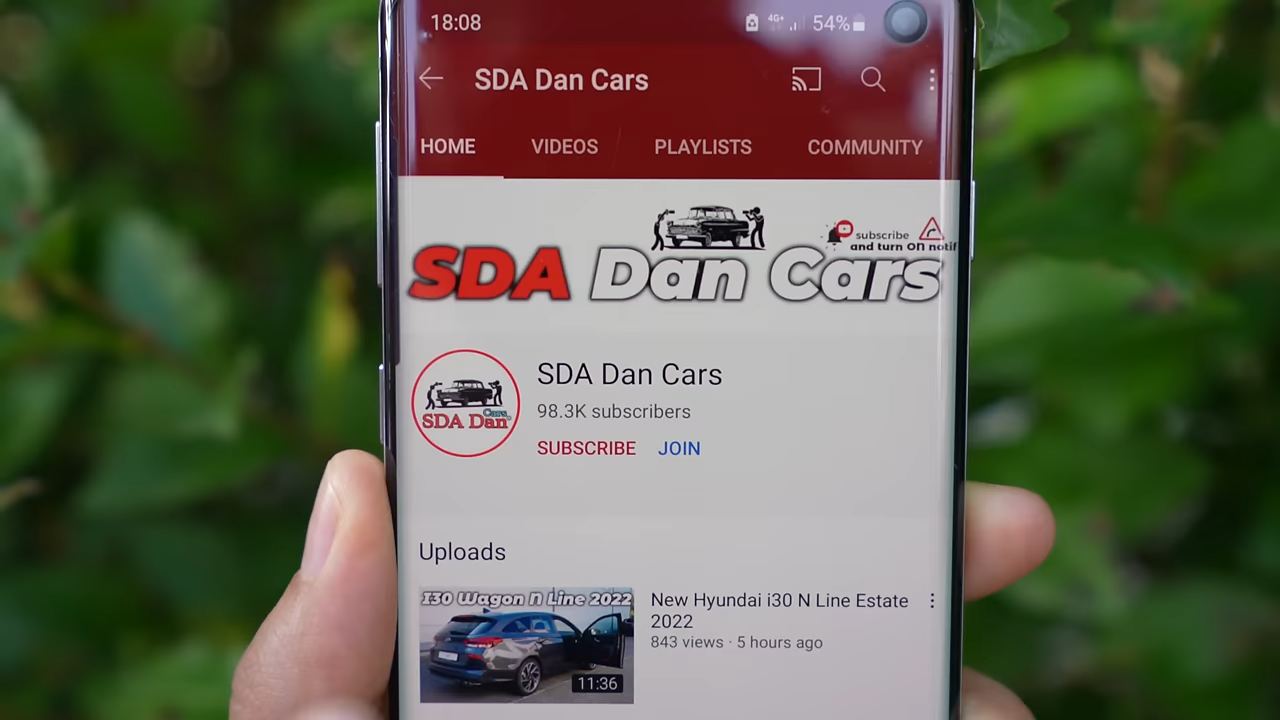 18:08
4G+ 54%
SDA Dan Cars
HOME VIDEOS PLAYLISTS COMMUNITY
subscribe
and turn on notif
SDA Dan Cars
Cars
SDA Dan
SDA Dan Cars
98.3K subscribers
SUBSCRIBE JOIN
Uploads
I30 Wagon N Line 2022
11:36
New Hyundai i30 N Line Estate
2022
843 views · 5 hours ago